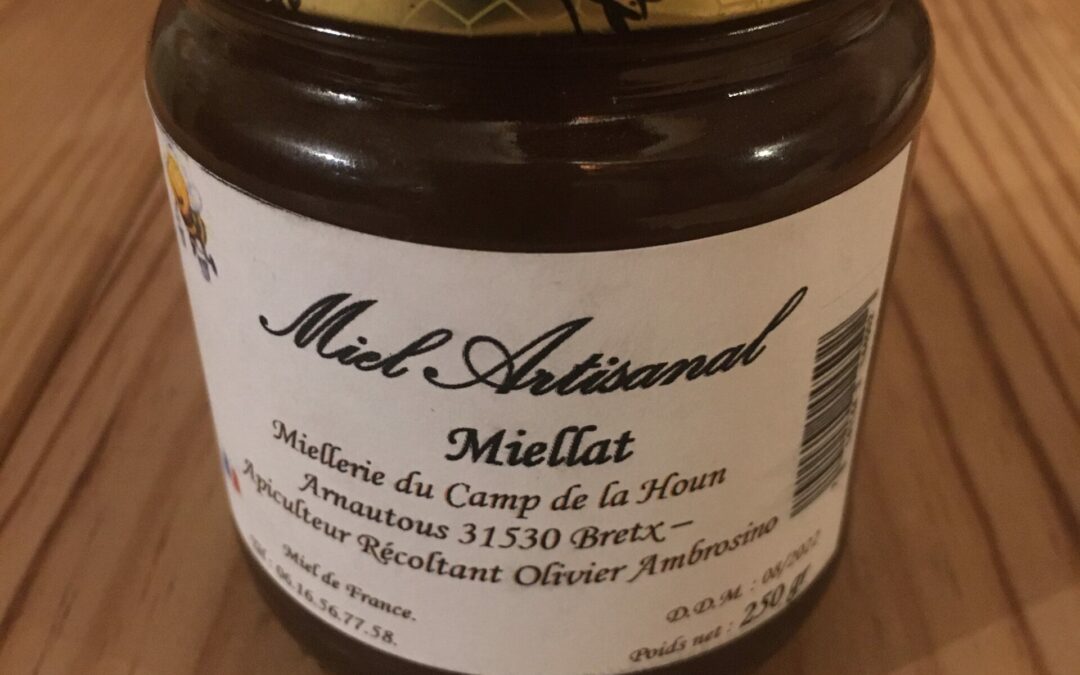 Miel Artisanal
Miellat
Miellerie du Camp de la Houn
Arnautous 31530 Bretx –
Apiculteur Récoltant Olivier Ambrosino
Miel de France.
06.16.56.77.58.
D.D.M. : 08/2022
Poids net : 250 gr